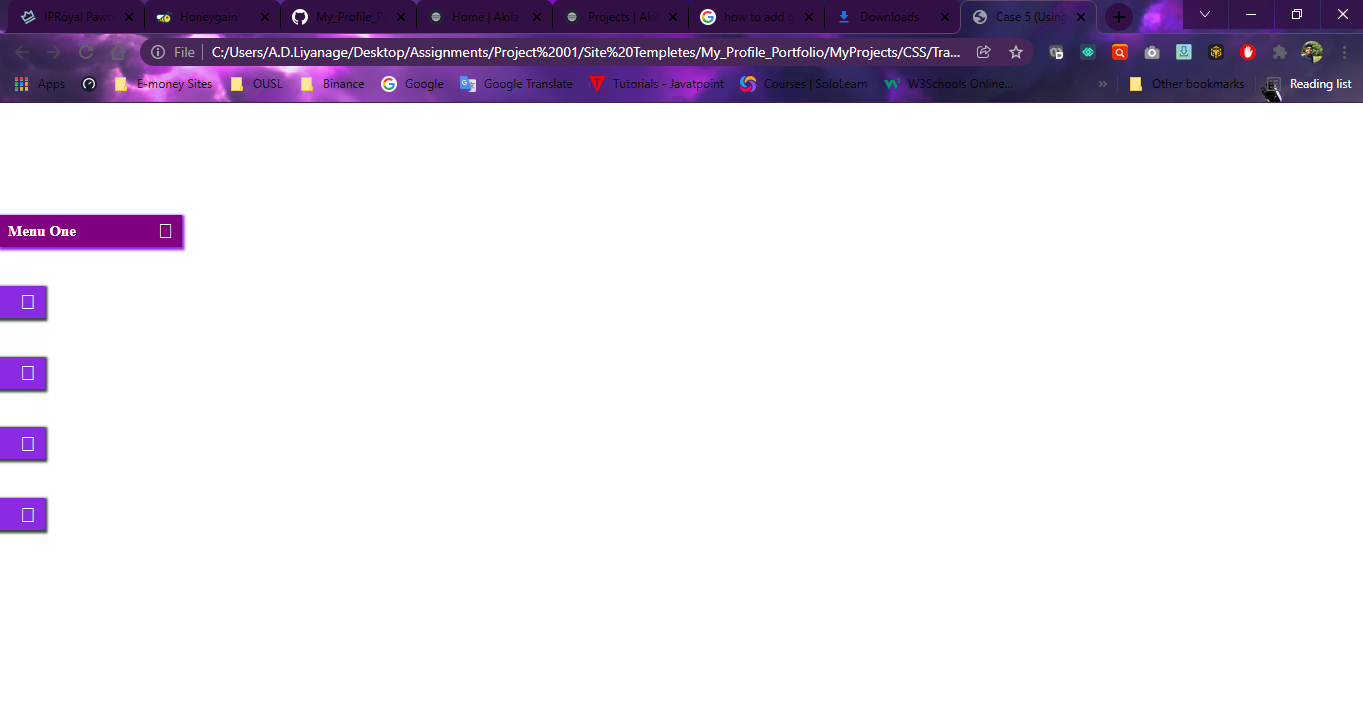 IPRoyal Pawn
Honeygain
My_Profile_Po
Home | Akila
Projects | Aki
how to add g
Downloads
Case 5 (Using
File
C:/Users/A.D.Liyanage/Desktop/Assignments/Project%2001/Site%20Templetes/My_Profile_Portfolio/MyProjects/CSS/Tra...
Apps
E-money Sites
OUSL
Binance
Google
Google Translate
Tutorials - Javatpoint
Courses | SoloLearn
W3Schools Online...
»
Other bookmarks
Reading list
Menu One